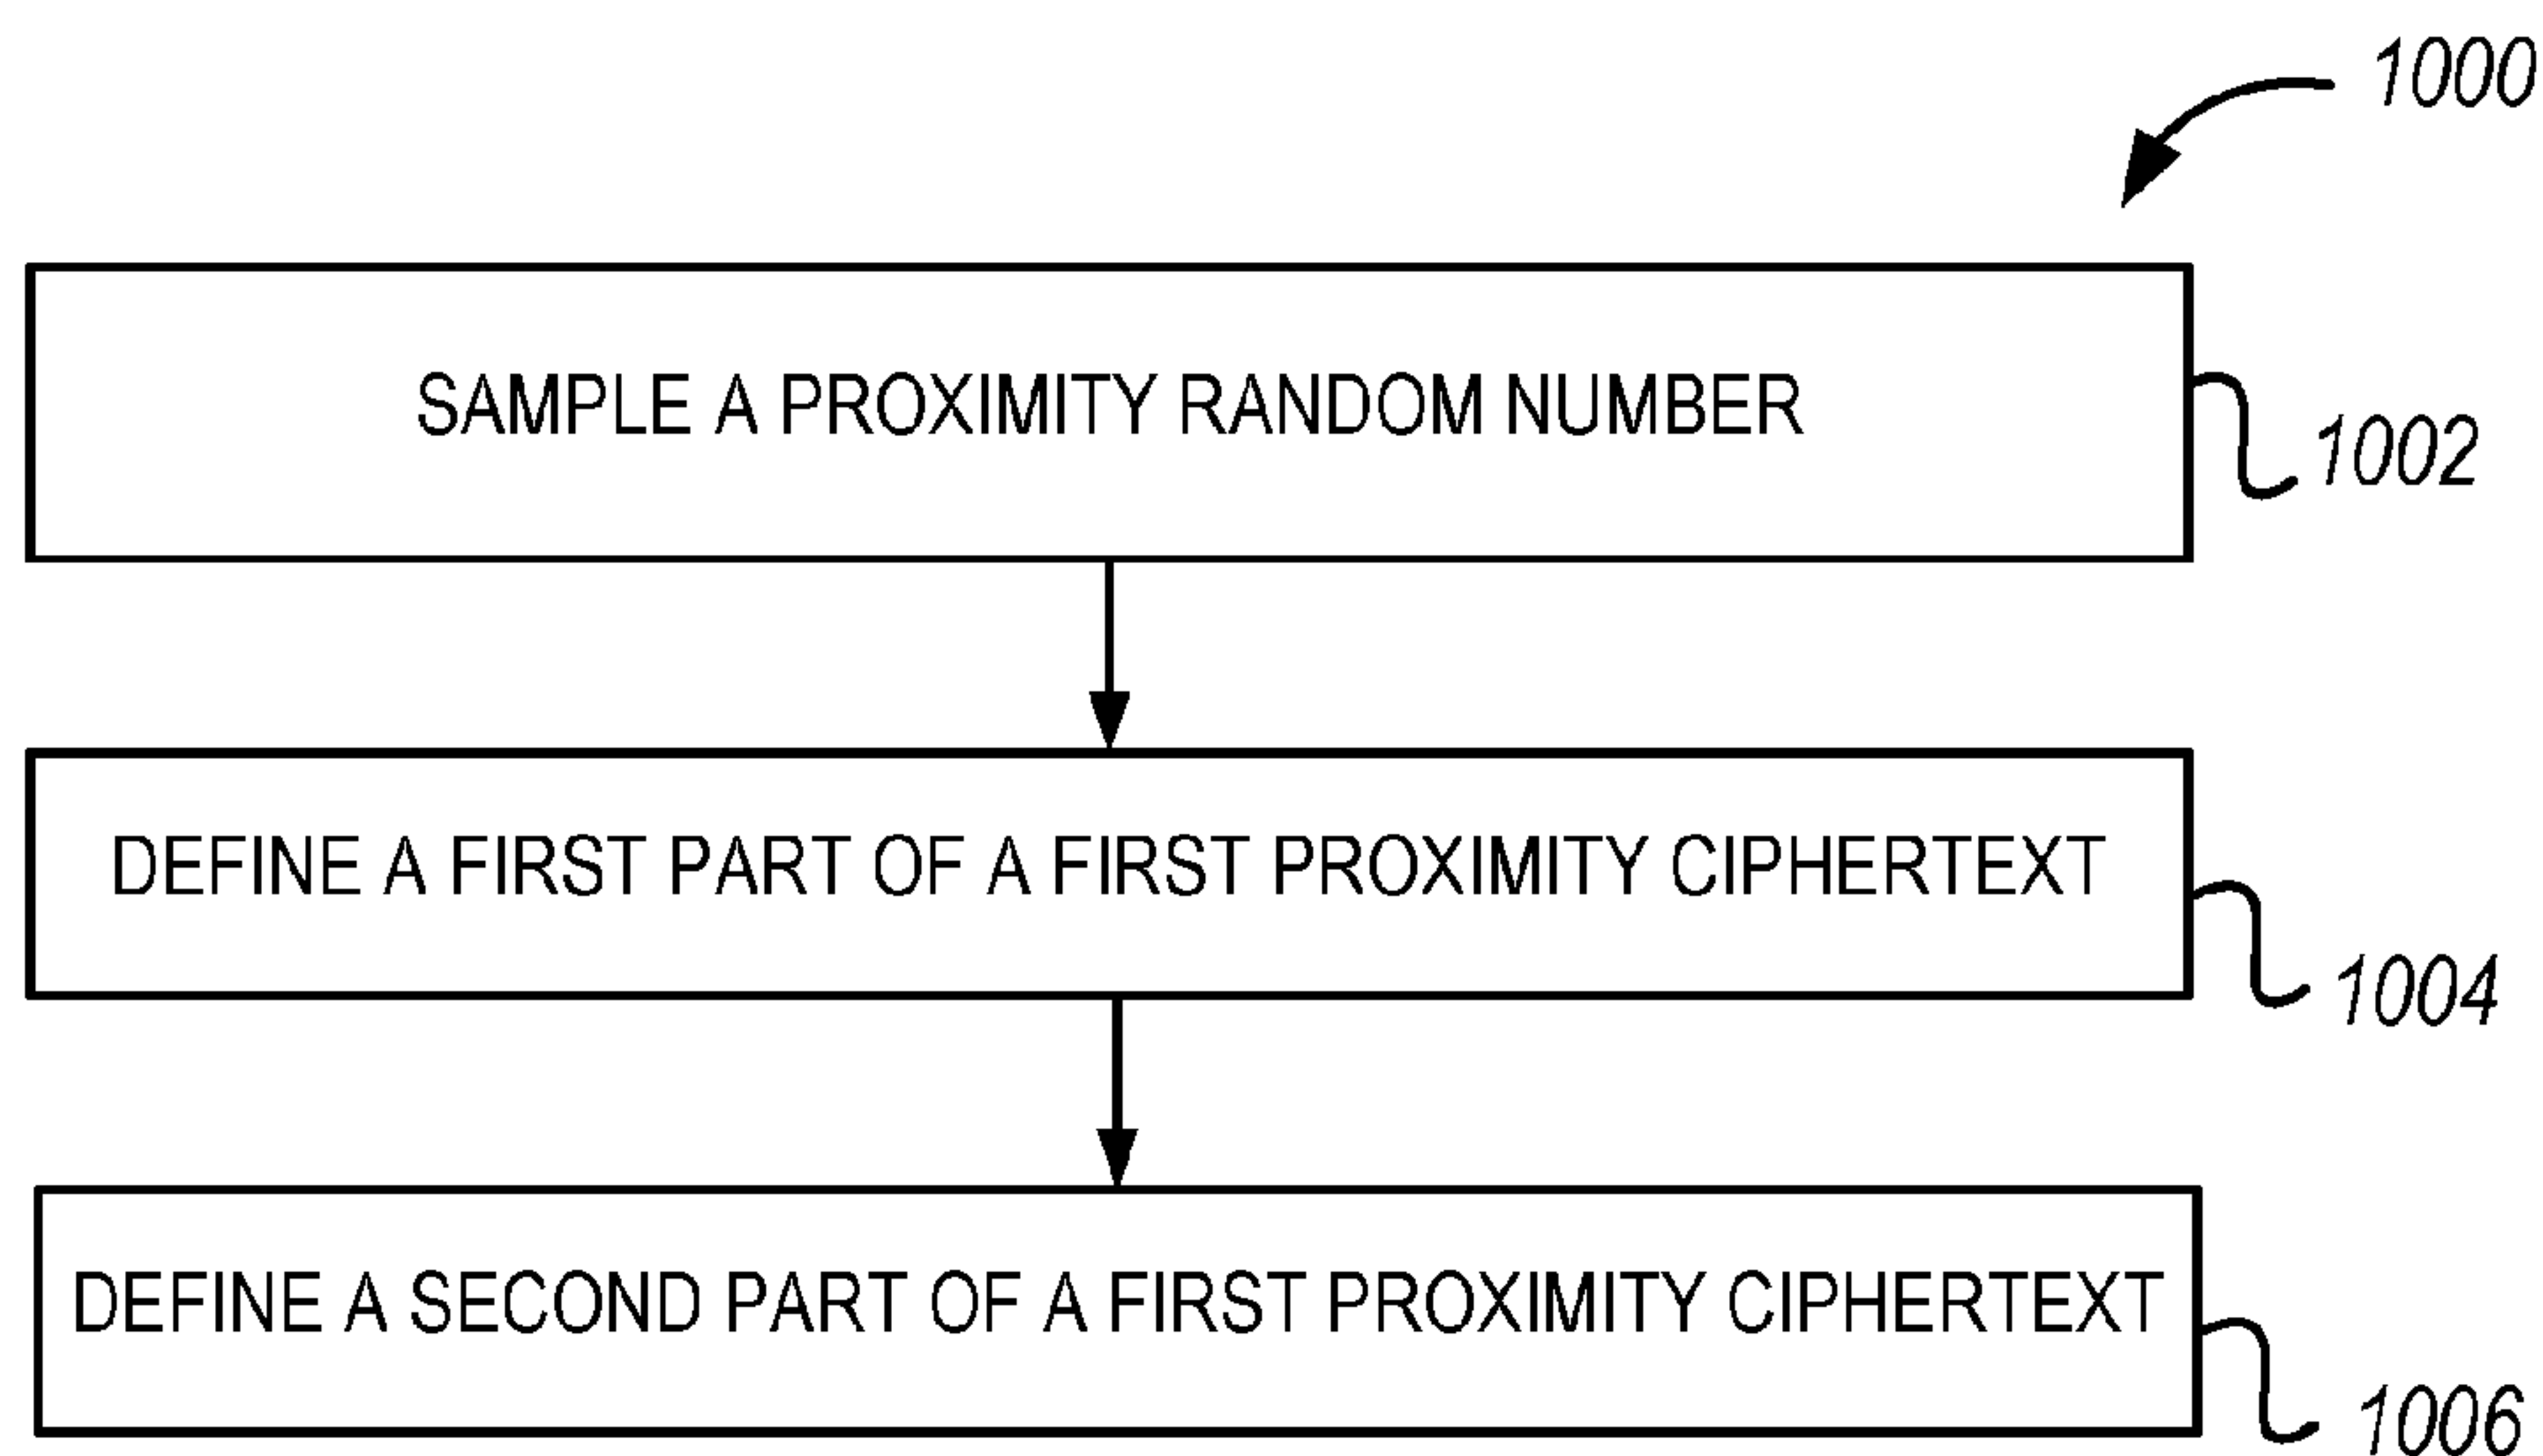 1000
SAMPLE A PROXIMITY RANDOM NUMBER
1002
DEFINE A FIRST PART OF A FIRST PROXIMITY CIPHERTEXT
1004
DEFINE A SECOND PART OF A FIRST PROXIMITY CIPHERTEXT
1006